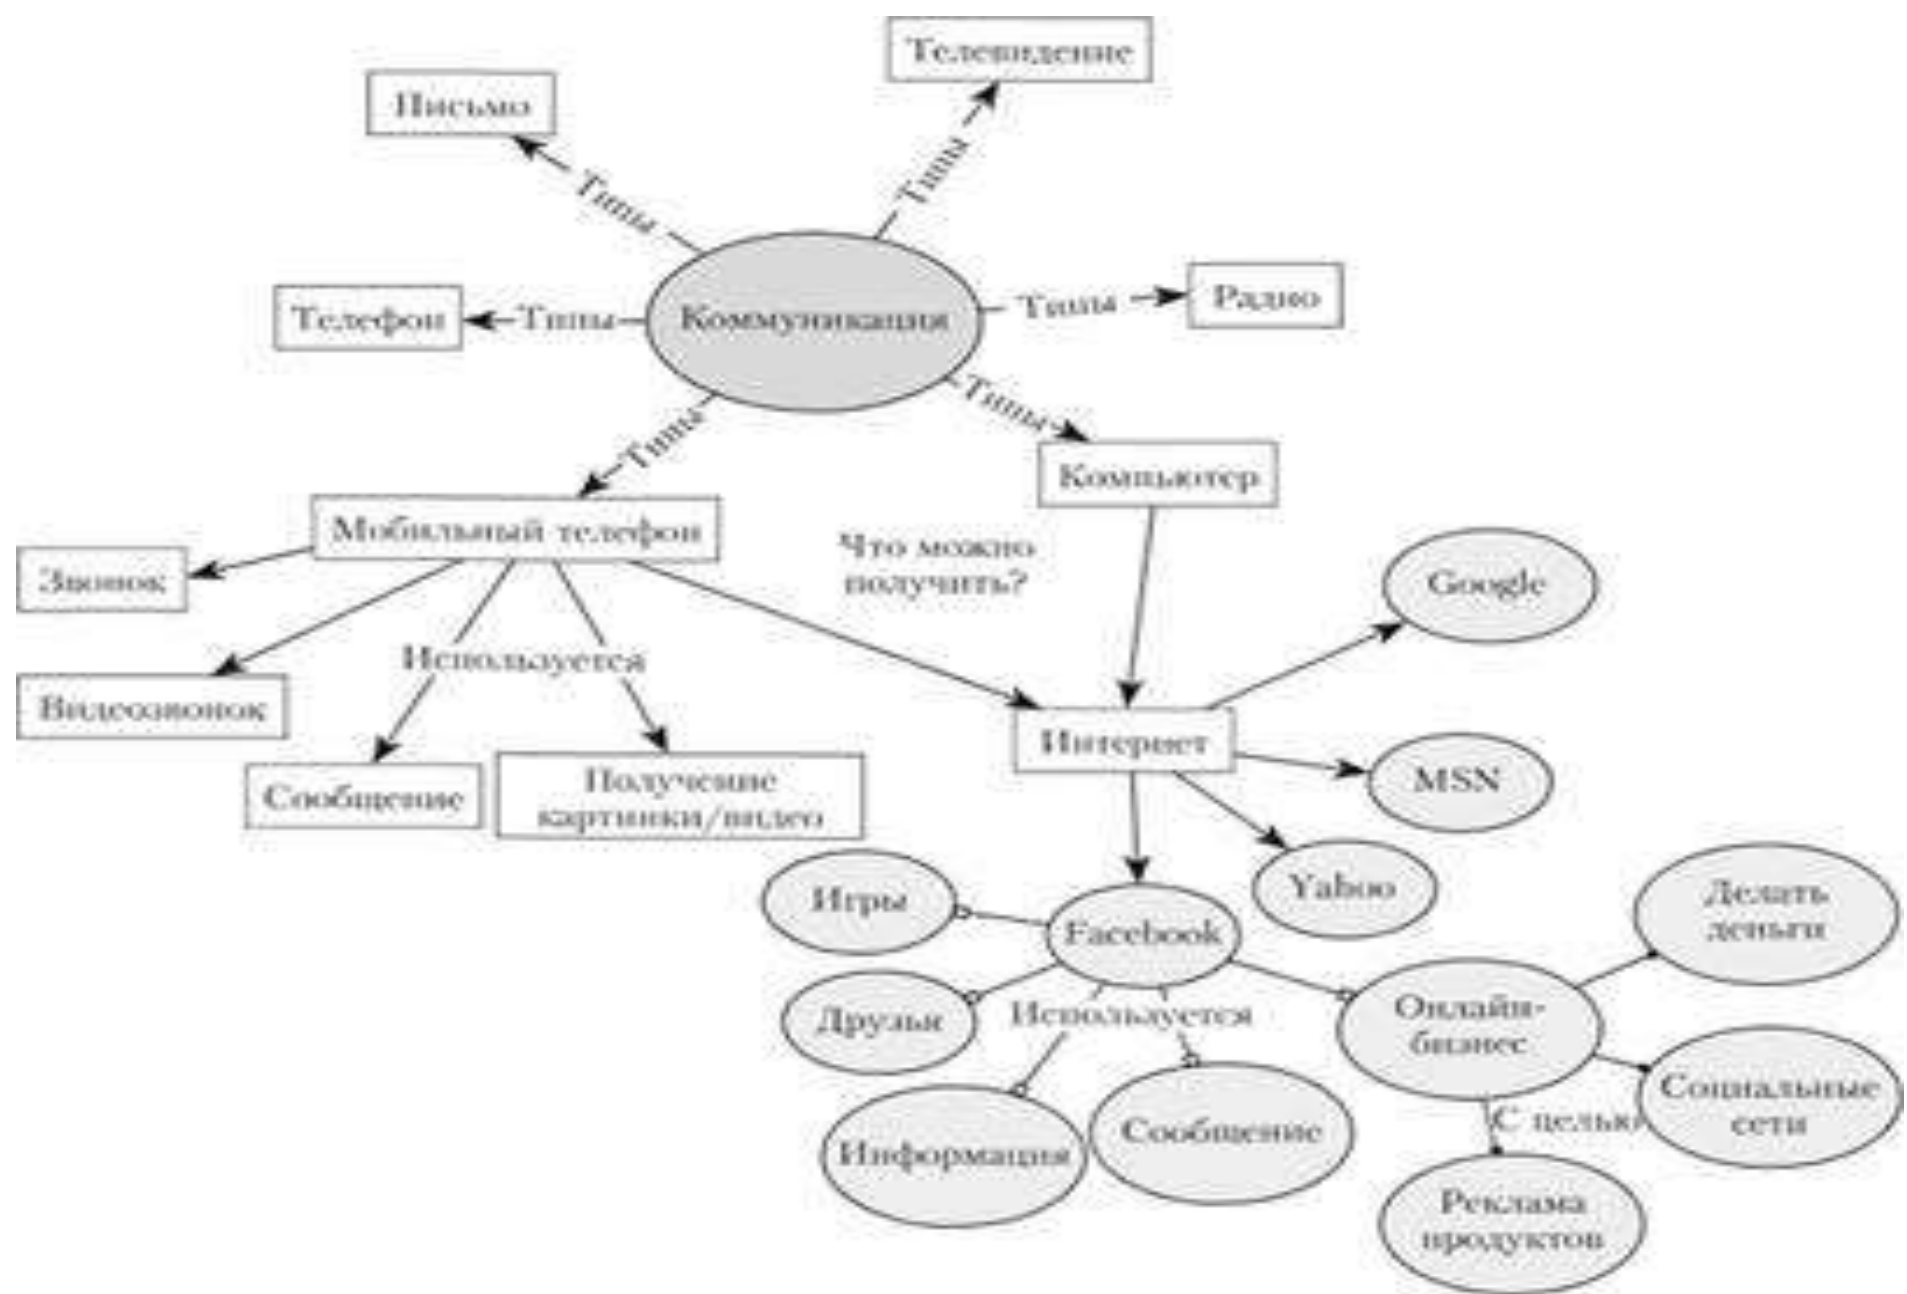 Телевидение
Письмо
Типы
Типы
Телефон
Типы
Коммуникация
Типы
Радио
Типы
Типы
Компьютер
Мобильный телефон
Что можно
получить?
Звонок
Google
Используется
Видеозвонок
Интернет
MSN
Сообщение
Получение
картинки/видео
Игры
Facebook
Yahoo
Делать
деньги
Друзья
Используется
Онлайн-
бизнес
Информация
Сообщение
С целью
Социальные
сети
Реклама
продуктов